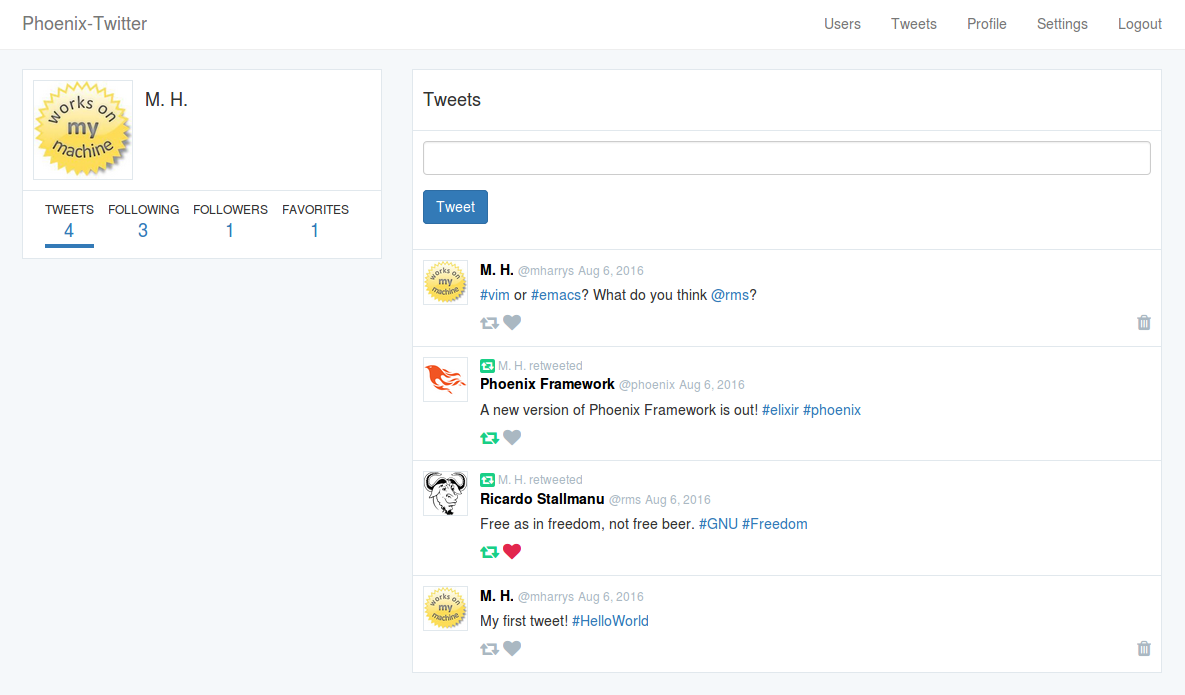 Phoenix-Twitter Users Tweets Profile Settings Logout
works on
my
machine
M. H.
TWEETS FOLLOWING FOLLOWERS FAVORITES
4 3 1 1
Tweets
Tweet
works on
my
machine
M. H. @mharrys Aug 6, 2016
#vim or #emacs? What do you think @rms?
M. H. retweeted
Phoenix Framework @phoenix Aug 6, 2016
A new version of Phoenix Framework is out! #elixir #phoenix
M. H. retweeted
Ricardo Stallmanu @rms Aug 6, 2016
Free as in freedom, not free beer. #GNU #Freedom
works on
my
machine
M. H. @mharrys Aug 6, 2016
My first tweet! #HelloWorld